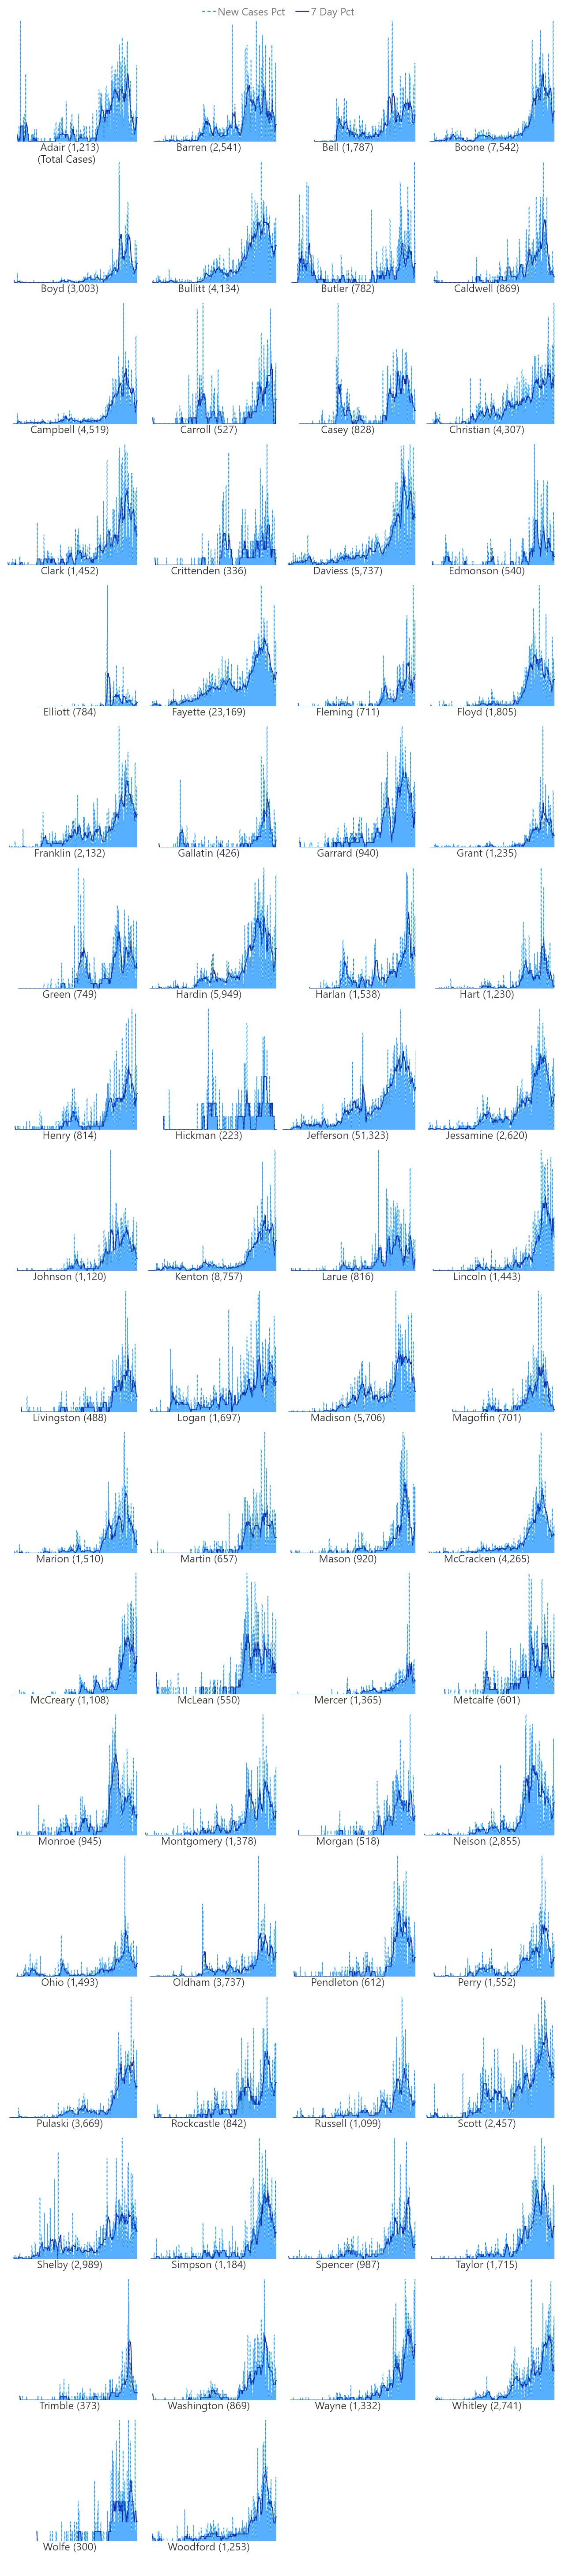 New Cases Pct 7 Day Pct
Adair (1,213) Barren (2,541) Bell (1,787) Boone (7,542)
(Total Cases)
Boyd (3,003) Bullitt (4,134) Butler (782) Caldwell (869)
Campbell (4,519) Carroll (527) Casey (828) Christian (4,307)
Clark (1,452) Crittenden (336) Daviess (5,737) Edmonson (540)
Elliott (784) Fayette (23,169) Fleming (711) Floyd (1,805)
Franklin (2,132) Gallatin (426) Garrard (940) Grant (1,235)
Green (749) Hardin (5,949) Harlan (1,538) Hart (1,230)
Henry (814) Hickman (223) Jefferson (51,323) Jessamine (2,620)
Johnson (1,120) Kenton (8,757) Larue (816) Lincoln (1,443)
Livingston (488) Logan (1,697) Madison (5,706) Magoffin (701)
Marion (1,510) Martin (657) Mason (920) McCracken (4,265)
McCreary (1,108) McLean (550) Mercer (1,365) Metcalfe (601)
Monroe (945) Montgomery (1,378) Morgan (518) Nelson (2,855)
Ohio (1,493) Oldham (3,737) Pendleton (612) Perry (1,552)
Pulaski (3,669) Rockcastle (842) Russell (1,099) Scott (2,457)
Shelby (2,989) Simpson (1,184) Spencer (987) Taylor (1,715)
Trimble (373) Washington (869) Wayne (1,332) Whitley (2,741)
Wolfe (300) Woodford (1,253)